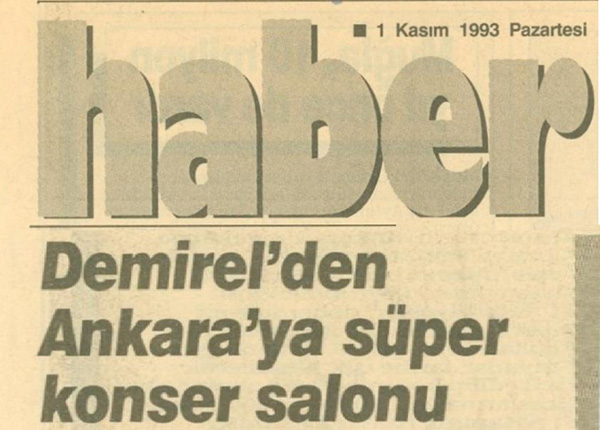 ■ 1 Kasım 1993 Pazartesi
haber
Demirel'den
Ankara'ya süper
konser salonu